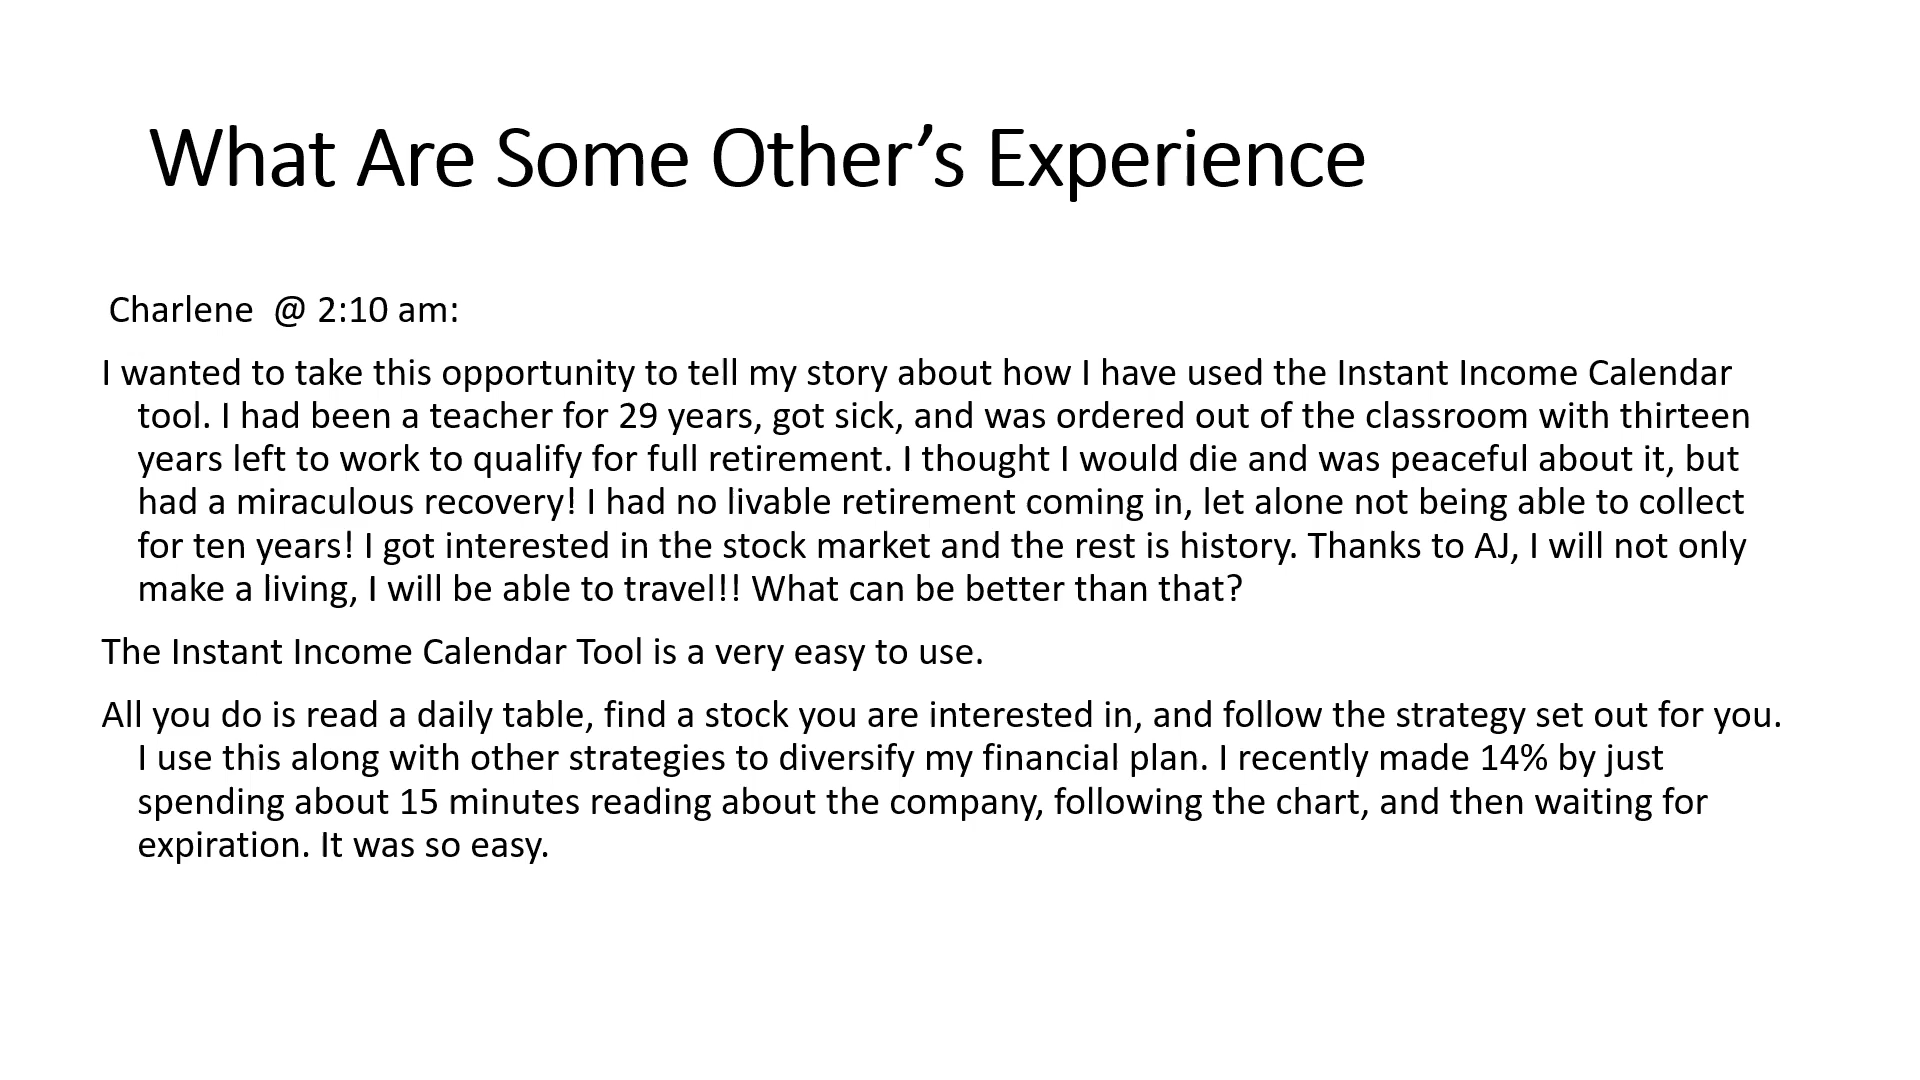 What Are Some Other’s Experience
Charlene  @ 2:10 am:
I wanted to take this opportunity to tell my story about how I have used the Instant Income Calendar
tool. I had been a teacher for 29 years, got sick, and was ordered out of the classroom with thirteen
years left to work to qualify for full retirement. I thought I would die and was peaceful about it, but
had a miraculous recovery! I had no livable retirement coming in, let alone not being able to collect
for ten years! I got interested in the stock market and the rest is history. Thanks to AJ, I will not only
make a living, I will be able to travel!! What can be better than that?
The Instant Income Calendar Tool is a very easy to use.
All you do is read a daily table, find a stock you are interested in, and follow the strategy set out for you.
I use this along with other strategies to diversify my financial plan. I recently made 14% by just
spending about 15 minutes reading about the company, following the chart, and then waiting for
expiration. It was so easy.